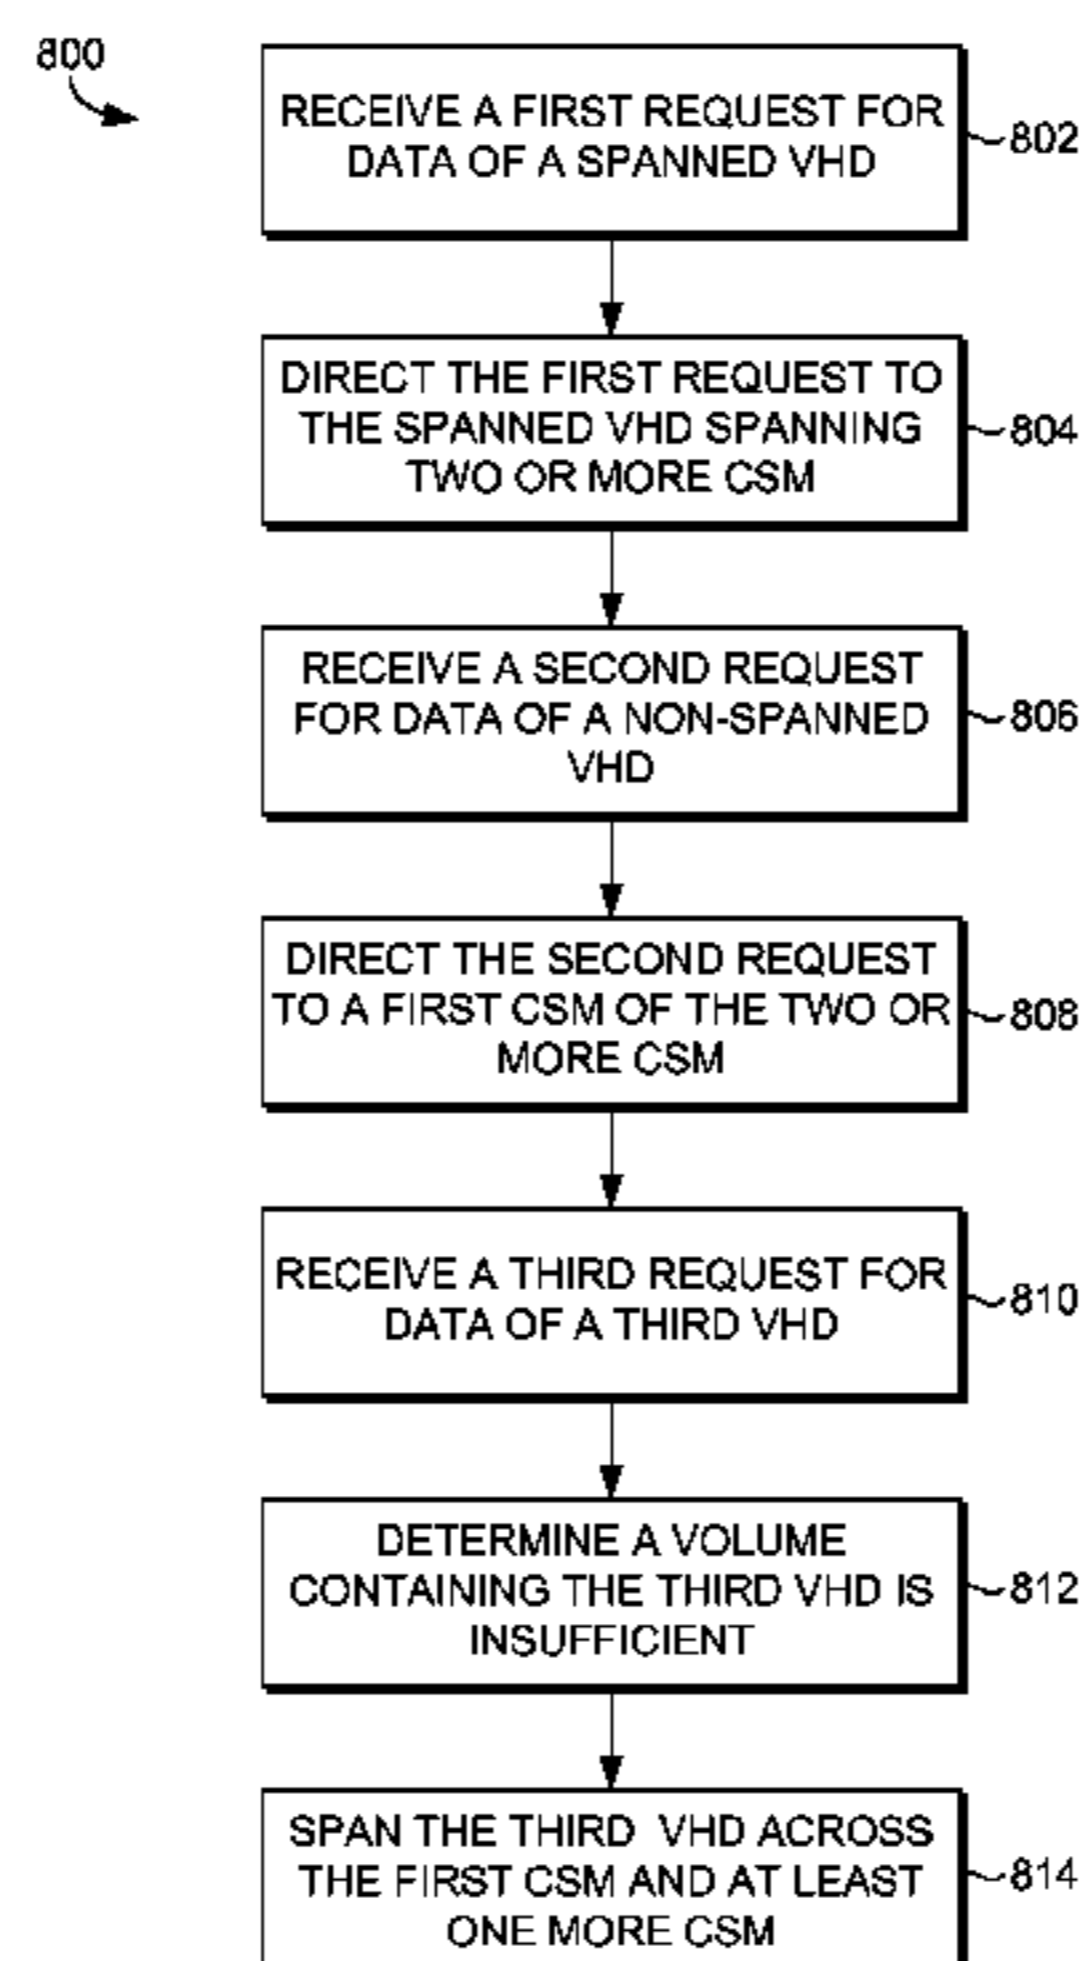 800
RECEIVE A FIRST REQUEST FOR
DATA OF A SPANNED VHD
802
DIRECT THE FIRST REQUEST TO
THE SPANNED VHD SPANNING
TWO OR MORE CSM
804
RECEIVE A SECOND REQUEST
FOR DATA OF A NON-SPANNED
VHD
806
DIRECT THE SECOND REQUEST
TO A FIRST CSM OF THE TWO OR
MORE CSM
808
RECEIVE A THIRD REQUEST FOR
DATA OF A THIRD VHD
810
DETERMINE A VOLUME
CONTAINING THE THIRD VHD IS
INSUFFICIENT
812
SPAN THE THIRD VHD ACROSS
THE FIRST CSM AND AT LEAST
ONE MORE CSM
814